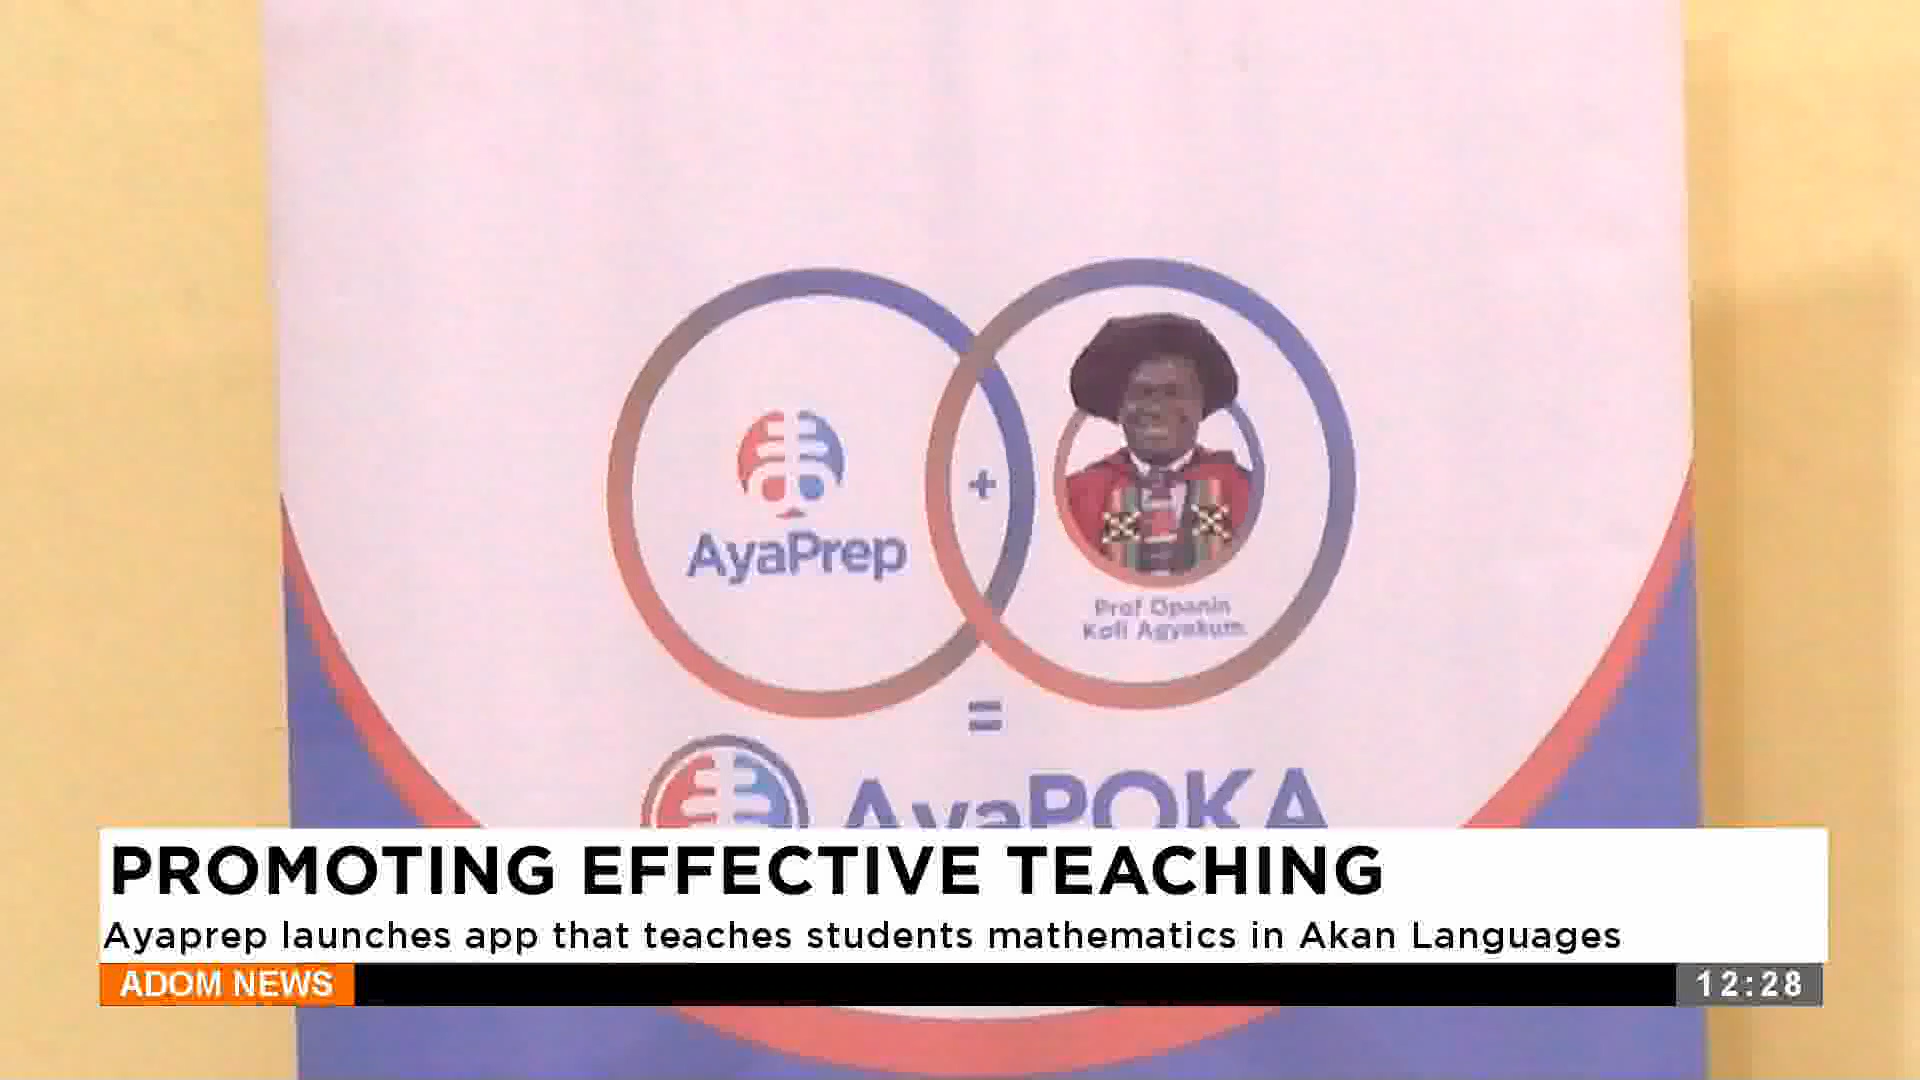 AyaPrep
+
Prof Opanin
Kofi Agyekum
=
AyaPOKA
PROMOTING EFFECTIVE TEACHING
Ayaprep launches app that teaches students mathematics in Akan Languages
ADOM NEWS
12:28